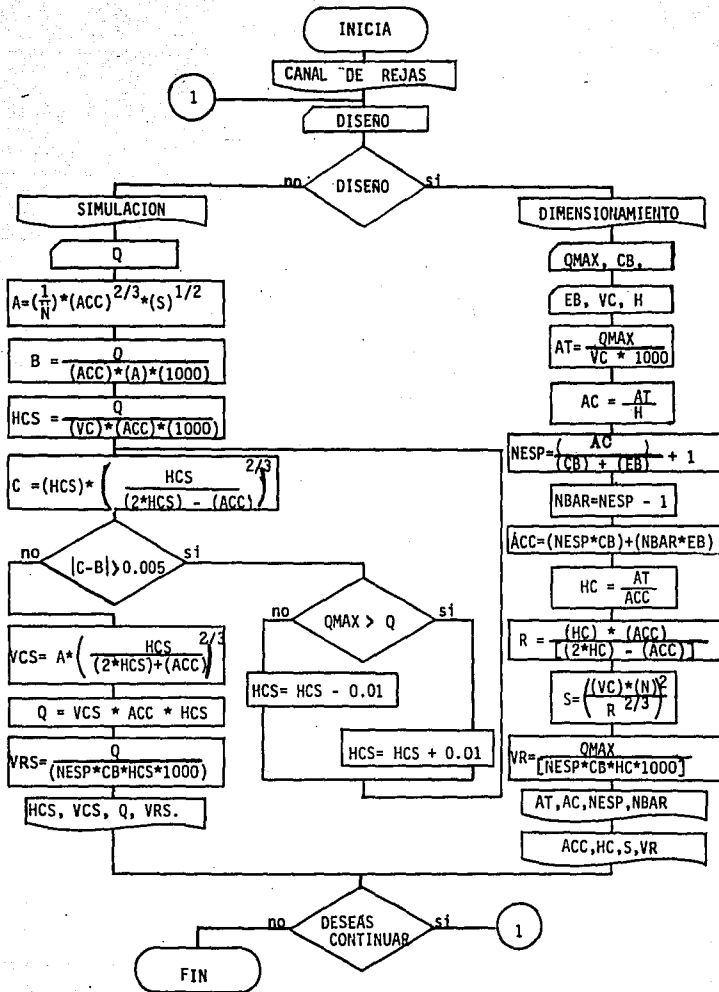 INICIA
CANAL DE REJAS
1
DISEÑO
DISEÑO
no
si
SIMULACION
Q
A=(1/N)*(ACC)^2/3*(S)^1/2
B = Q/(ACC)*(A)*(1000)
HCS = Q/(VC)*(ACC)*(1000)
C =(HCS)*(HCS/(2*HCS) - (ACC))^2/3
no
si
|C-B|>0.005
VCS= A*(HCS/(2*HCS)+(ACC))^2/3
Q = VCS * ACC * HCS
VRS= Q/(NESP*CB*HCS*1000)
HCS, VCS, Q, VRS.
no
si
QMAX > Q
HCS= HCS - 0.01
HCS= HCS + 0.01
DIMENSIONAMIENTO
QMAX, CB,
EB, VC, H
AT= QMAX/VC * 1000
AC = AT/H
NESP=(AC)/(CB) + (EB) + 1
NBAR=NESP - 1
ACC=(NESP*CB)+(NBAR*EB)
HC = AT/ACC
R = (HC) * (ACC)/[(2*HC) - (ACC)]
S=((VC)*(N)/R^2/3)^2
VR= QMAX/[NESP*CB*HC*1000]
AT,AC,NESP,NBAR
ACC,HC,S,VR
no
si
DESEAS
CONTINUAR
1
FIN